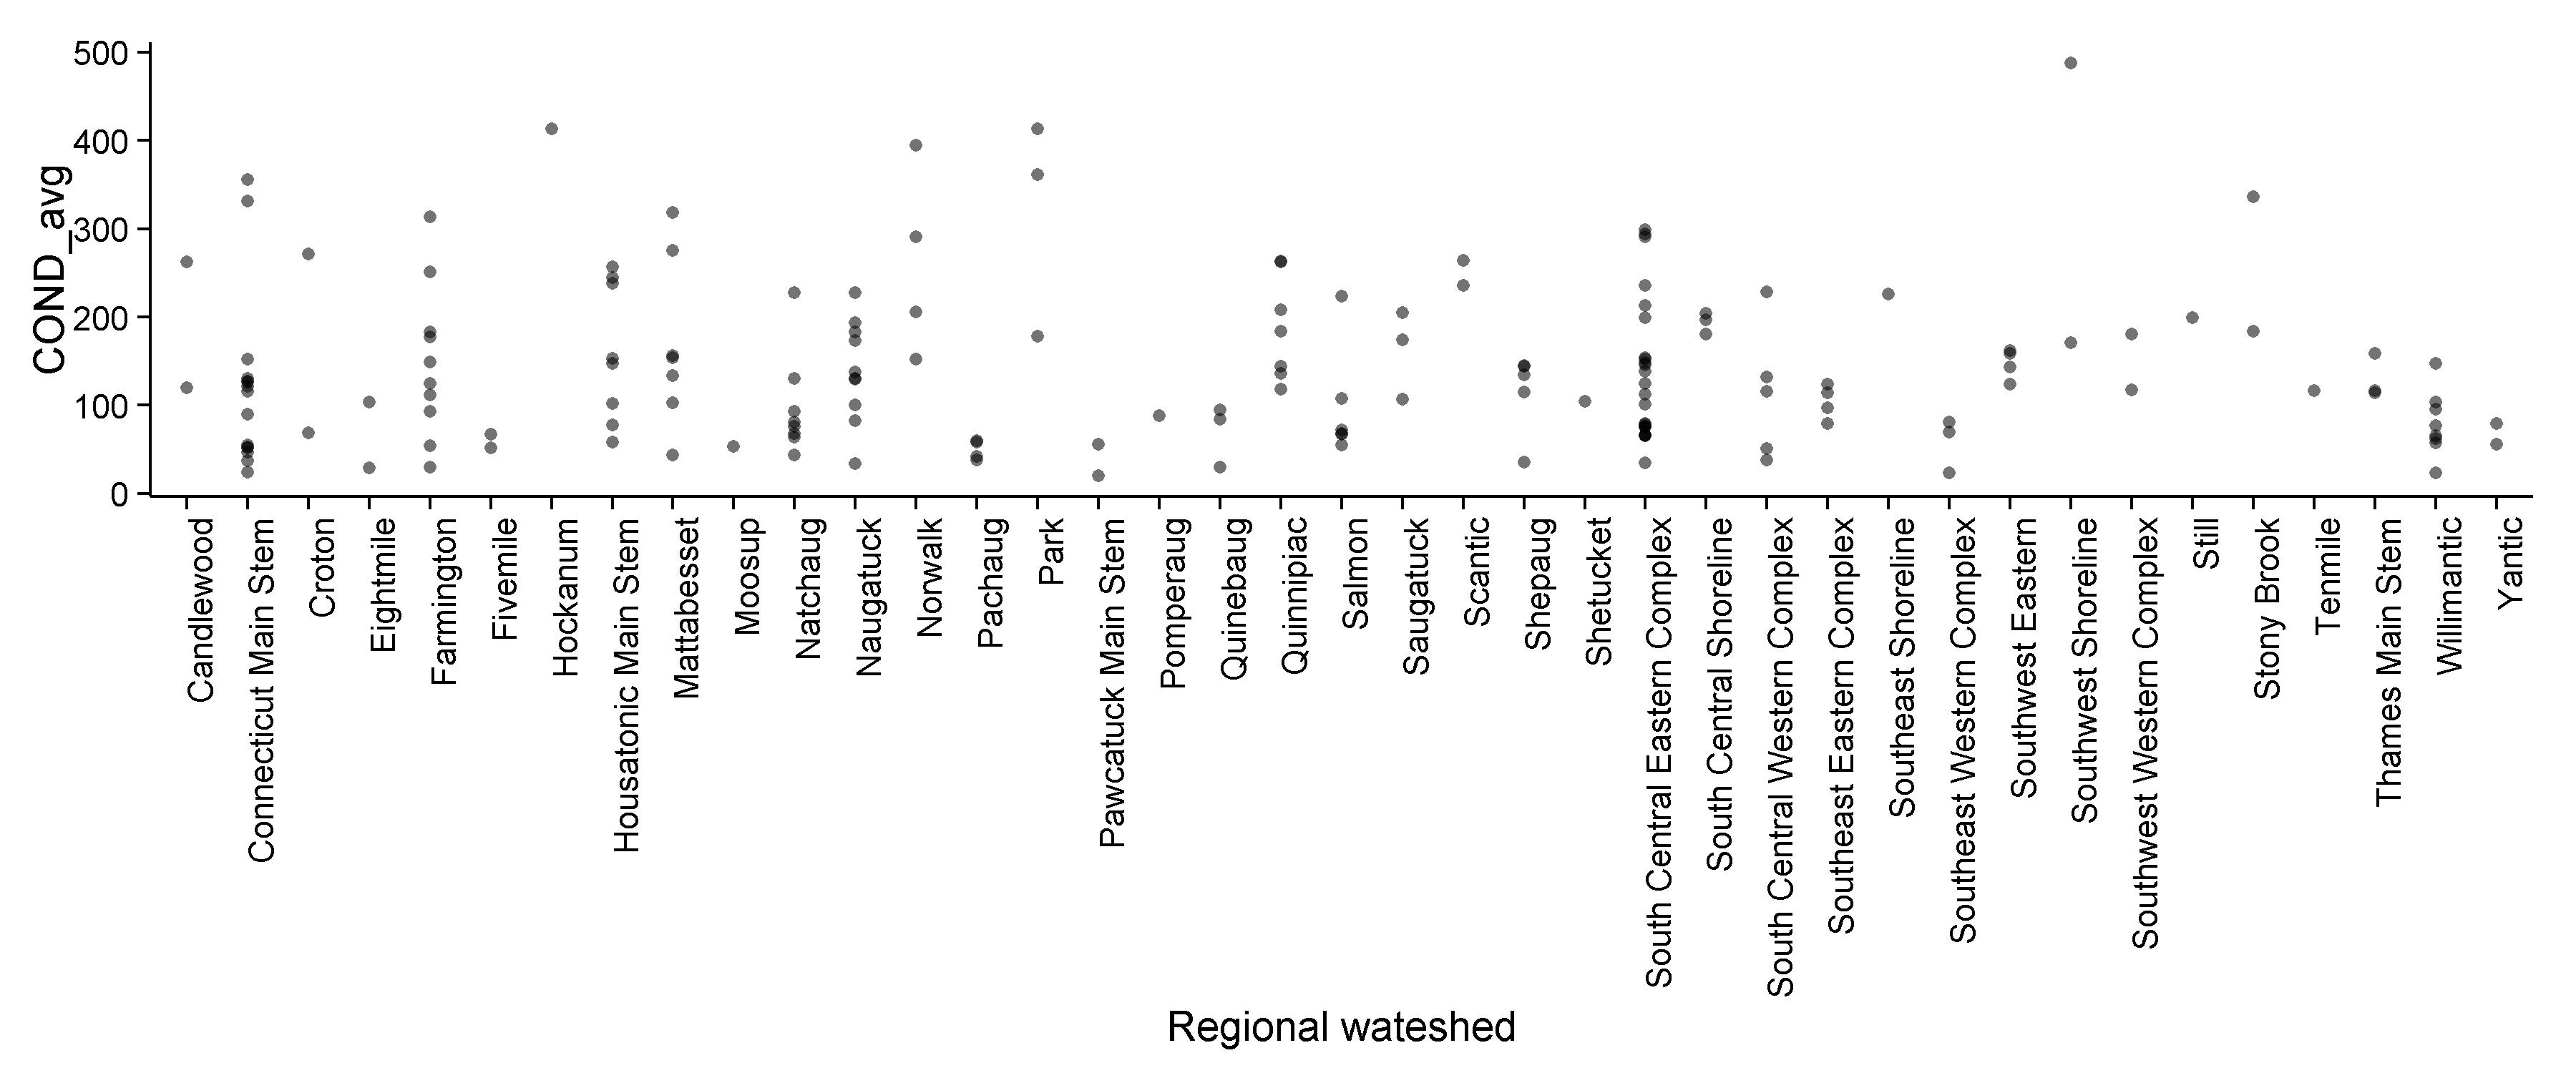 500
400
300
200
100
0
COND_avg
Candlewood
Connecticut Main Stem
Croton
Eightmile
Farmington
Fivemile
Hockanum
Housatonic Main Stem
Mattabesset
Moosup
Natchaug
Naugatuck
Norwalk
Pachaug
Park
Pawcatuck Main Stem
Pomperaug
Quinebaug
Quinnipiac
Salmon
Saugatuck
Scantic
Shepaug
Shetucket
South Central Eastern Complex
South Central Shoreline
South Central Western Complex
Southeast Eastern Complex
Southeast Shoreline
Southeast Western Complex
Southwest Eastern
Southwest Shoreline
Southwest Western Complex
Still
Stony Brook
Tenmile
Thames Main Stem
Willimantic
Yantic
Regional wateshed